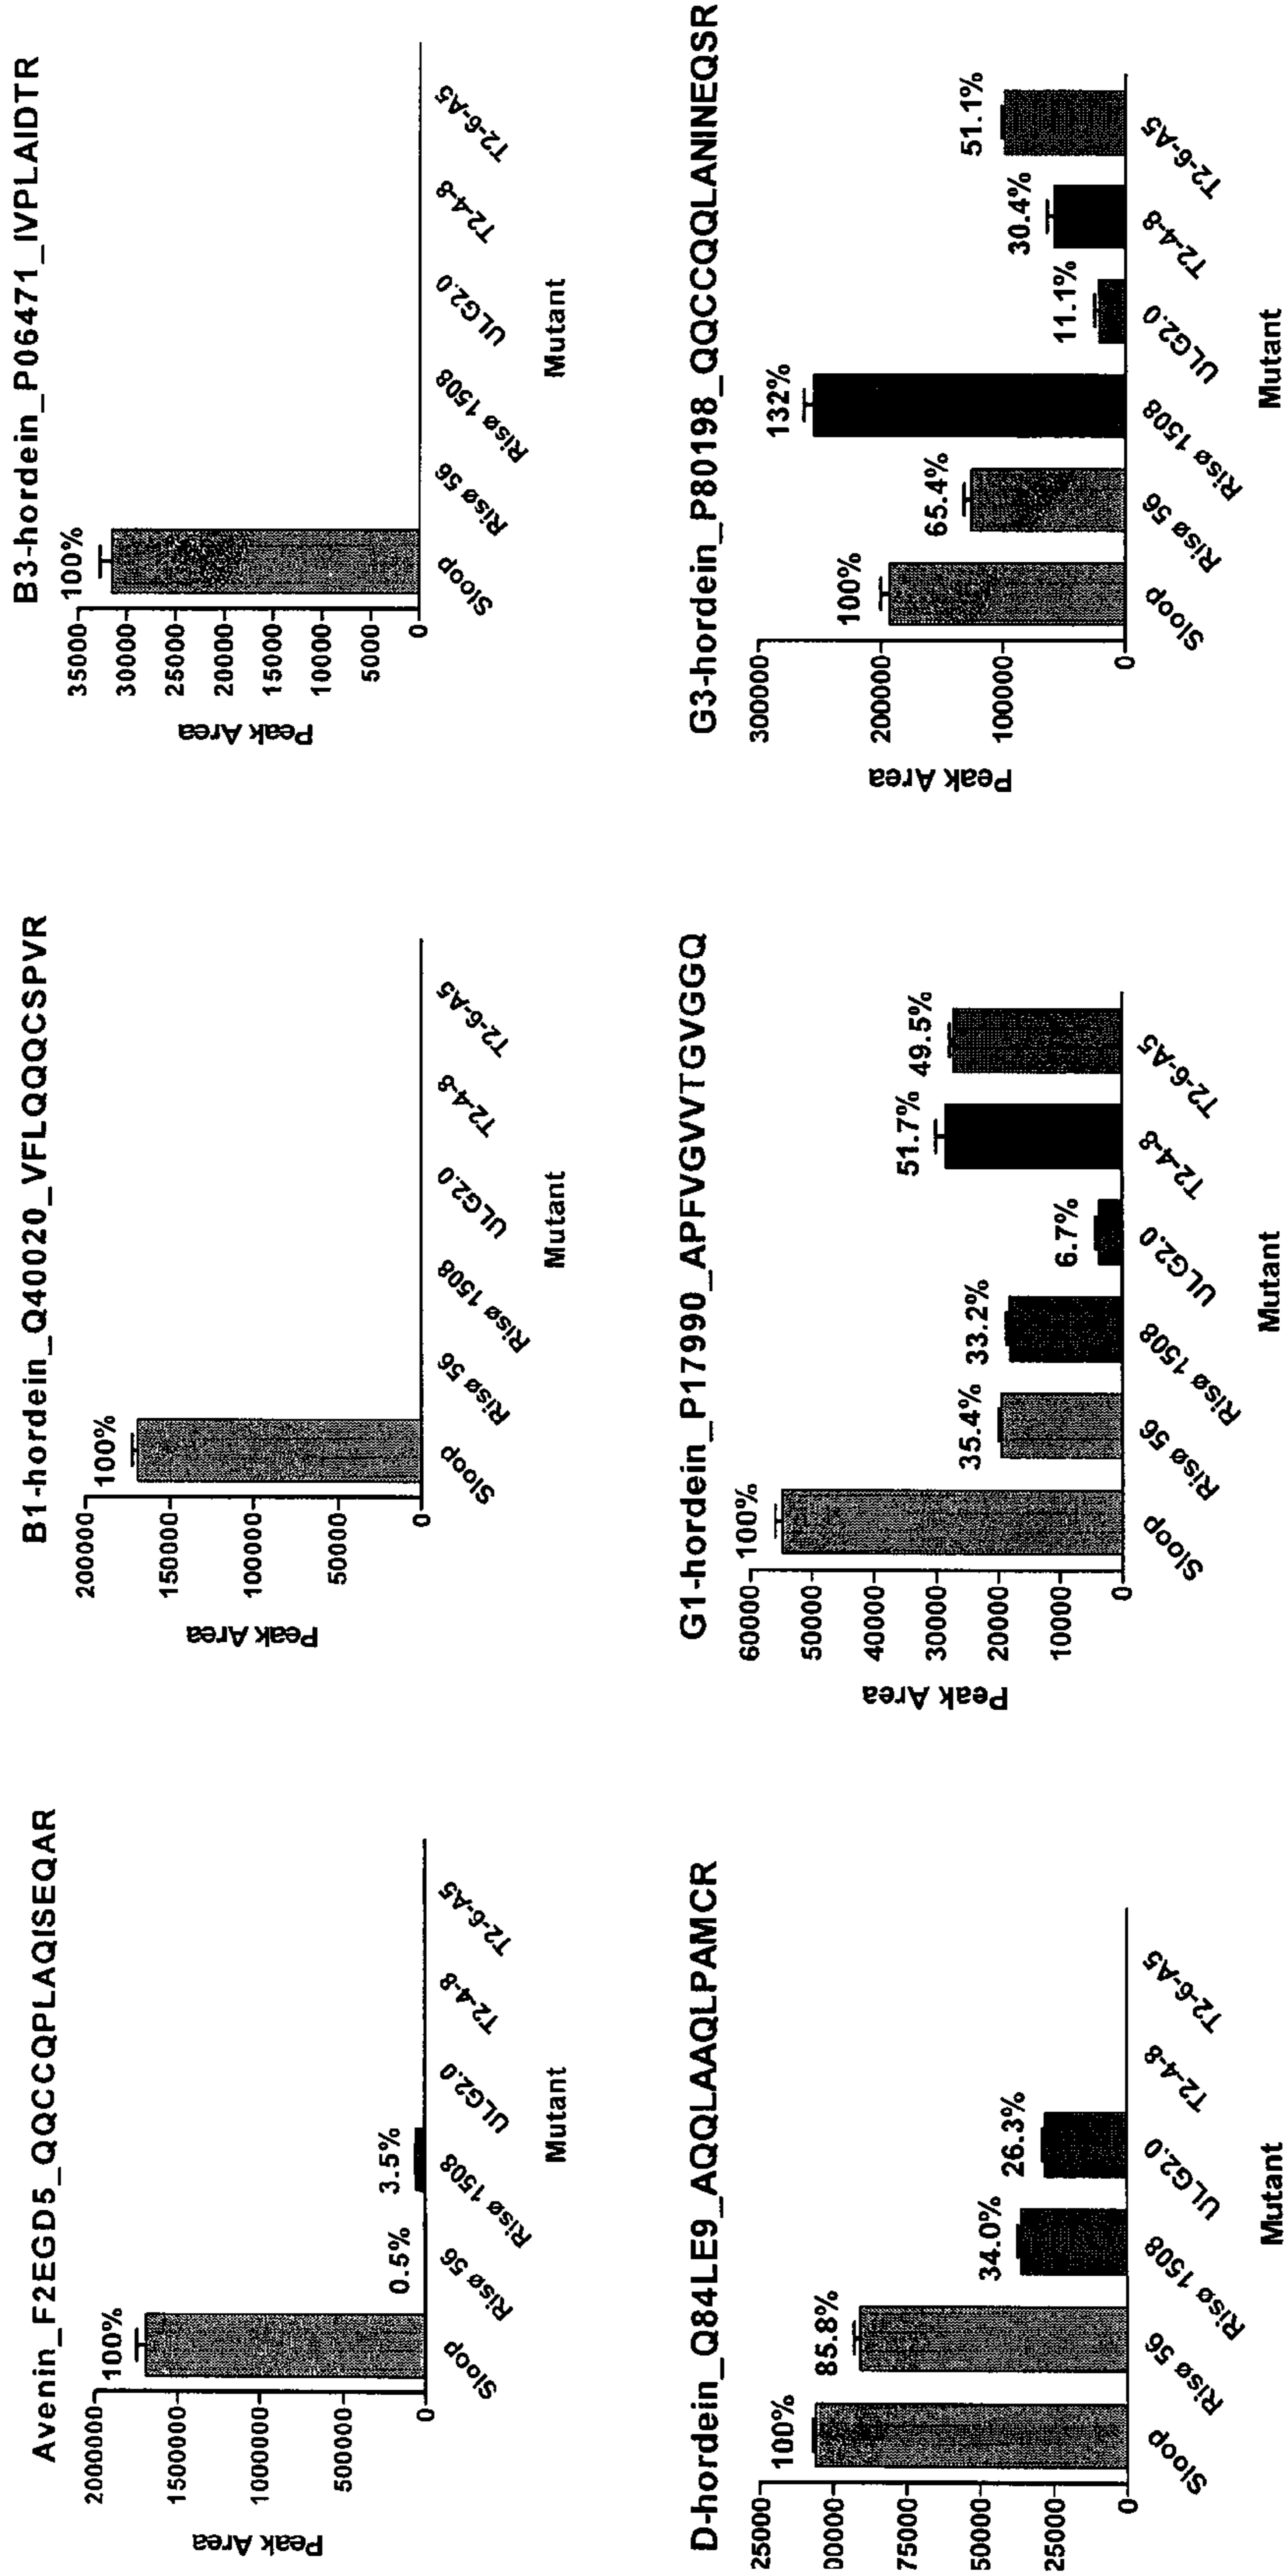 Avenin_F2EGD5_QQCCQPLAQISEQAR
2000000
1500000
1000000
500000
0
Peak Area
100%
0.5%
3.5%
Sloop
Risø 56
Risø 1508
ULG2.0
T2-4-8
T2-6-A5
Mutant
B1-hordein_Q40020_VFLQQQCSPVR
200000
150000
100000
50000
0
Peak Area
100%
Sloop
Risø 56
Risø 1508
ULG2.0
T2-4-8
T2-6-A5
Mutant
B3-hordein_P06471_IVPLAIDTR
35000
30000
25000
20000
15000
10000
5000
0
Peak Area
100%
Sloop
Risø 56
Risø 1508
ULG2.0
T2-4-8
T2-6-A5
Mutant
D-hordein_Q84LE9_AQQLAAQLPAMCR
25000
00000
75000
50000
25000
0
100%
85.8%
34.0%
26.3%
Sloop
Risø 56
Risø 1508
ULG2.0
T2-4-8
T2-6-A5
Mutant
G1-hordein_P17990_APFVGVVTGVGGQ
60000
50000
40000
30000
20000
10000
0
Peak Area
100%
35.4%
33.2%
6.7%
51.7%
49.5%
Sloop
Risø 56
Risø 1508
ULG2.0
T2-4-8
T2-6-A5
Mutant
G3-hordein_P80198_QQCCQQLANINEQSR
300000
200000
100000
0
Peak Area
100%
65.4%
132%
11.1%
30.4%
51.1%
Sloop
Risø 56
Risø 1508
ULG2.0
T2-4-8
T2-6-A5
Mutant